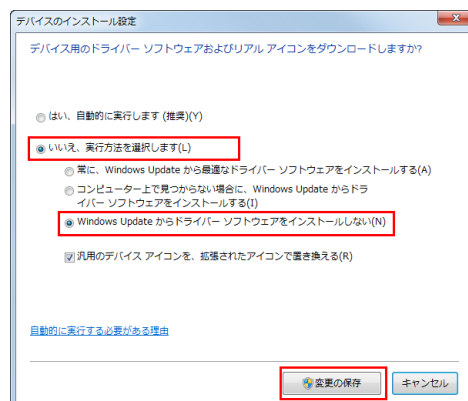 デバイスのインストール設定
デバイス用のドライバー ソフトウェアおよびリアル アイコンをダウンロードしますか?
はい、自動的に実行します (推奨)(Y)
いいえ、実行方法を選択します(L)
常に、Windows Update から最適なドライバー ソフトウェアをインストールする(A)
コンピューター上で見つからない場合に、Windows Update からドラ
イバー ソフトウェアをインストールする(I)
Windows Update からドライバー ソフトウェアをインストールしない(N)
汎用のデバイス アイコンを、拡張されたアイコンで置き換える(R)
自動的に実行する必要がある理由
変更の保存 キャンセル